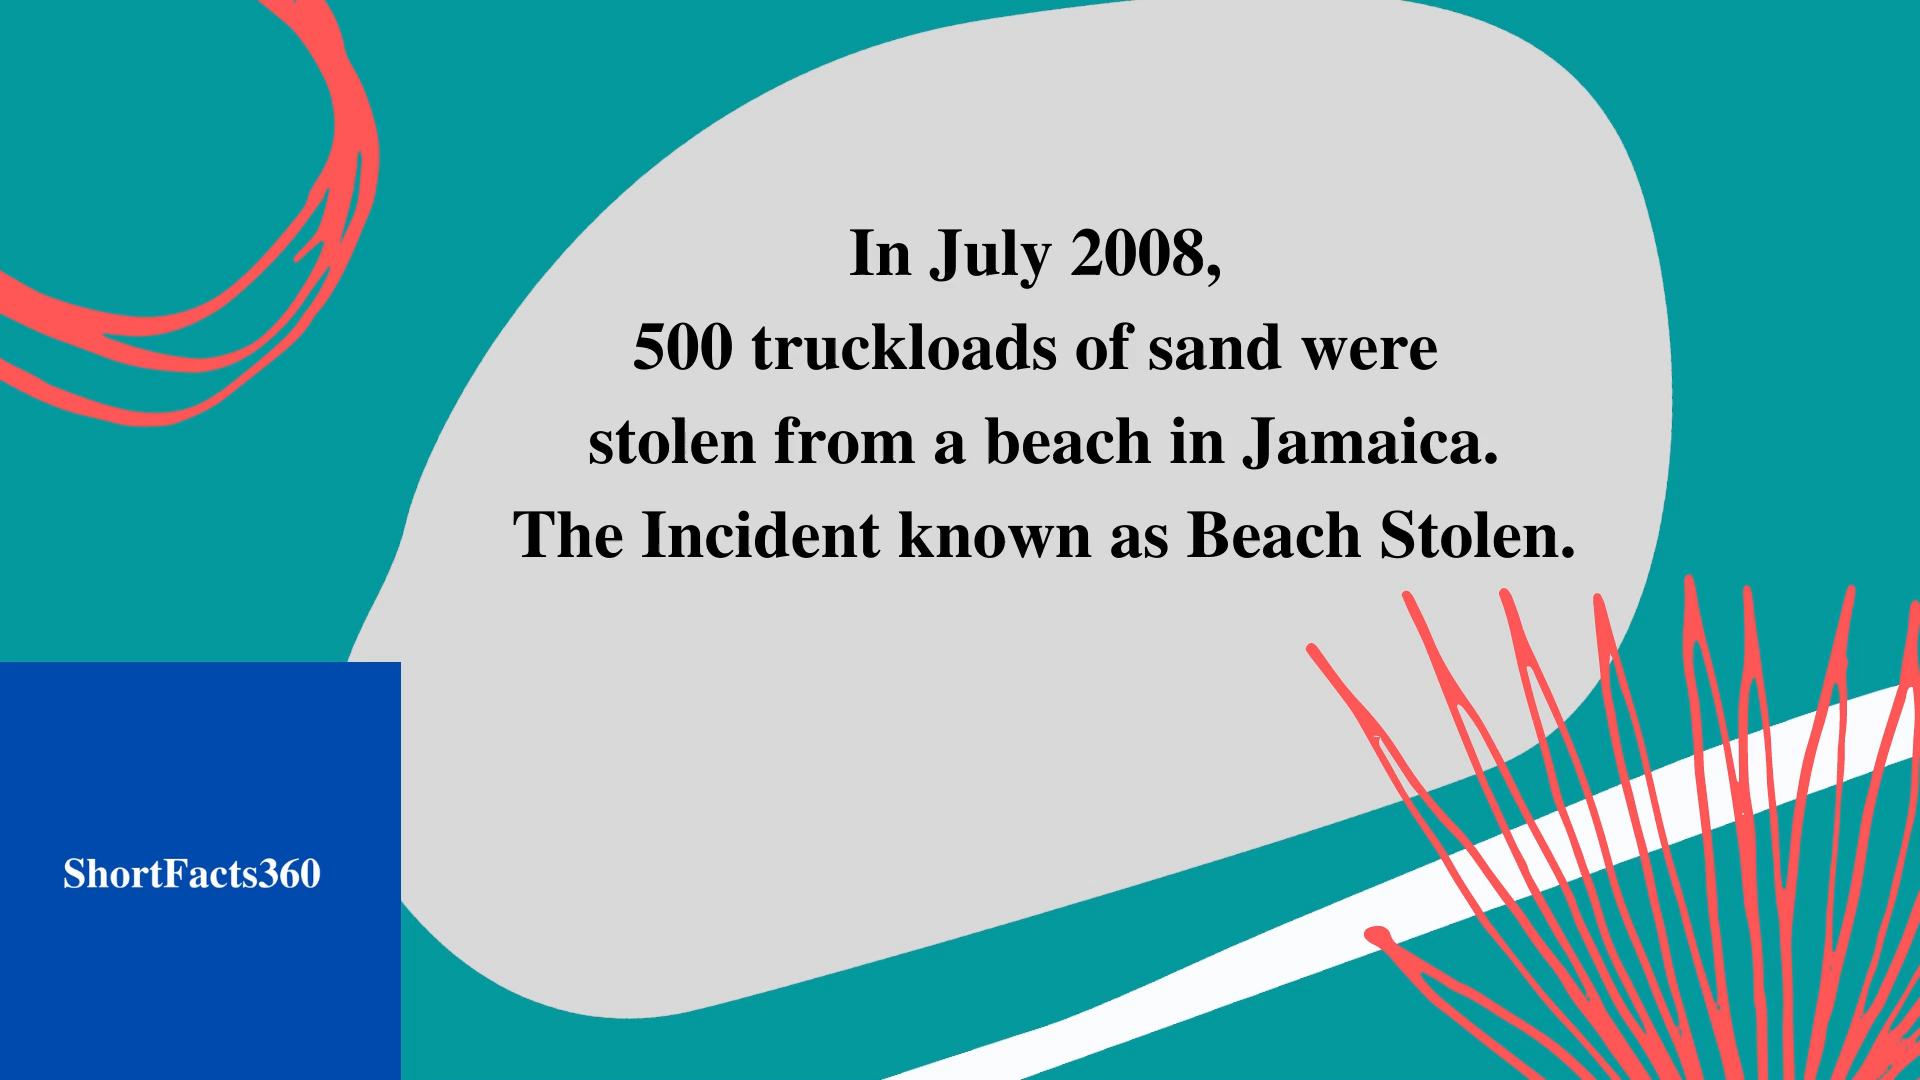 In July 2008,
500 truckloads of sand were
stolen from a beach in Jamaica.
The Incident known as Beach Stolen.
ShortFacts360